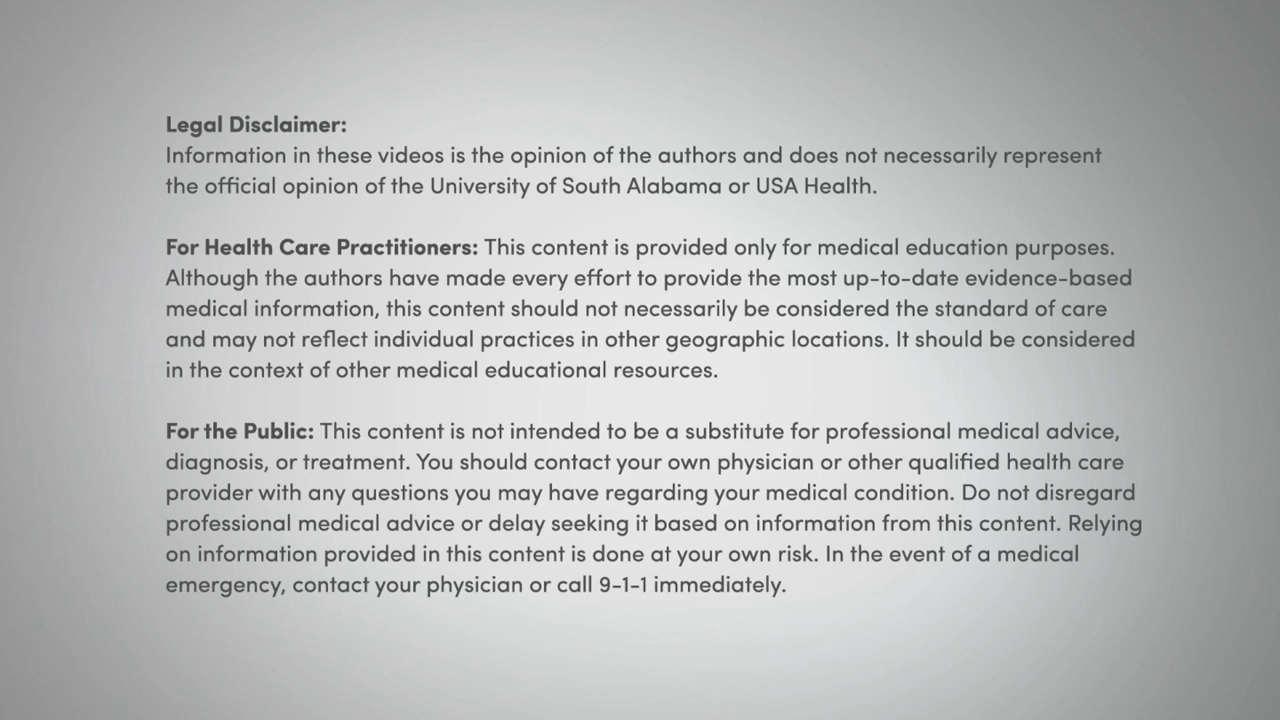 Legal Disclaimer:
Information in these videos is the opinion of the authors and does not necessarily represent
the official opinion of the University of South Alabama or USA Health.
For Health Care Practitioners: This content is provided only for medical education purposes.
Although the authors have made every effort to provide the most up-to-date evidence-based
medical information, this content should not necessarily be considered the standard of care
and may not reflect individual practices in other geographic locations. It should be considered
in the context of other medical educational resources.
For the Public: This content is not intended to be a substitute for professional medical advice,
diagnosis, or treatment. You should contact your own physician or other qualified health care
provider with any questions you may have regarding your medical condition. Do not disregard
professional medical advice or delay seeking it based on information from this content. Relying
on information provided in this content is done at your own risk. In the event of a medical
emergency, contact your physician or call 9-1-1 immediately.